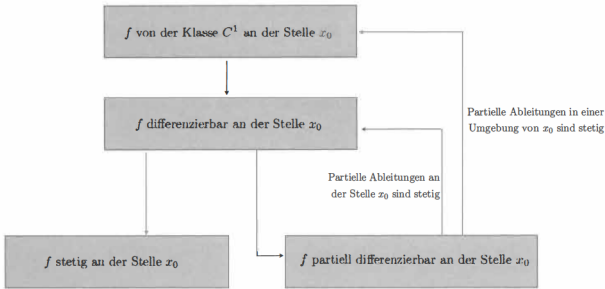 f von der Klasse C¹ an der Stelle x₀
f differenzierbar an der Stelle x₀
Partielle Ableitungen in einer
Umgebung von x₀ sind stetig
Partielle Ableitungen an
der Stelle x₀ sind stetig
f stetig an der Stelle x₀
f partiell differenzierbar an der Stelle x₀